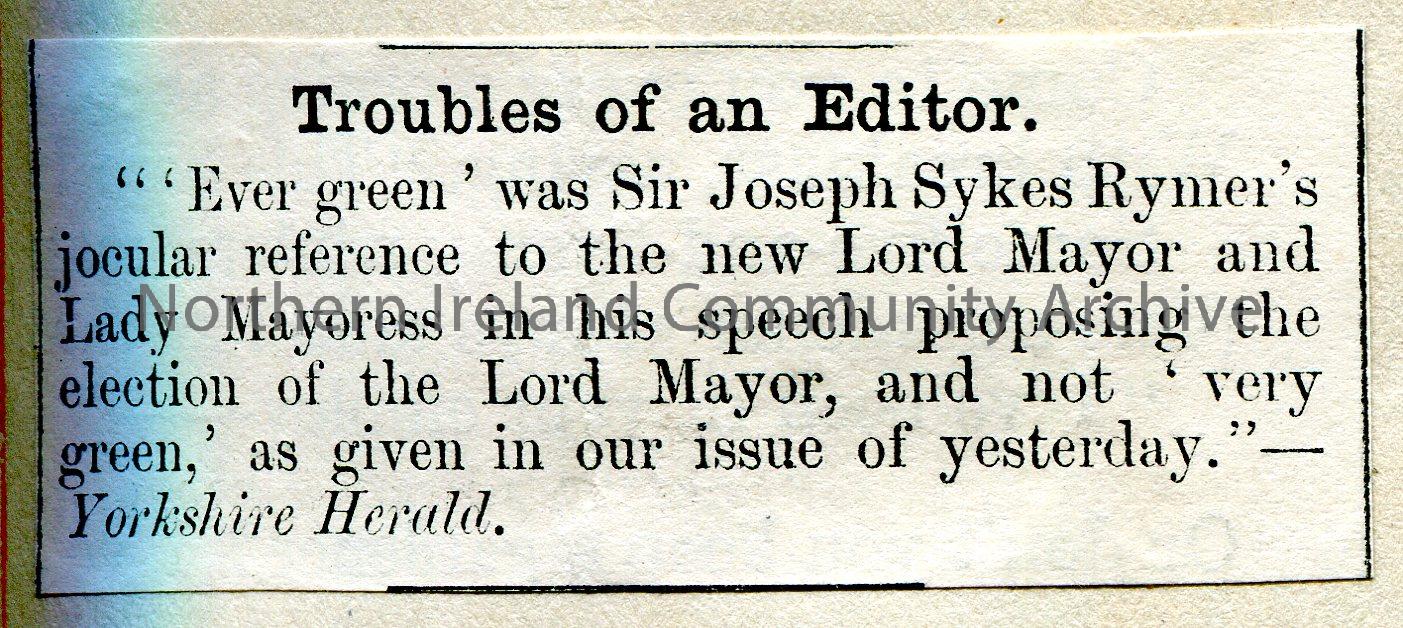 Troubles of an Editor.
"'Ever green' was Sir Joseph Sykes Rymer's
jocular reference to the new Lord Mayor and
Lady Mayoress in his speech proposing the
election of the Lord Mayor, and not 'very
green,' as given in our issue of yesterday."—
Yorkshire Herald.
Northern Ireland Community Archive